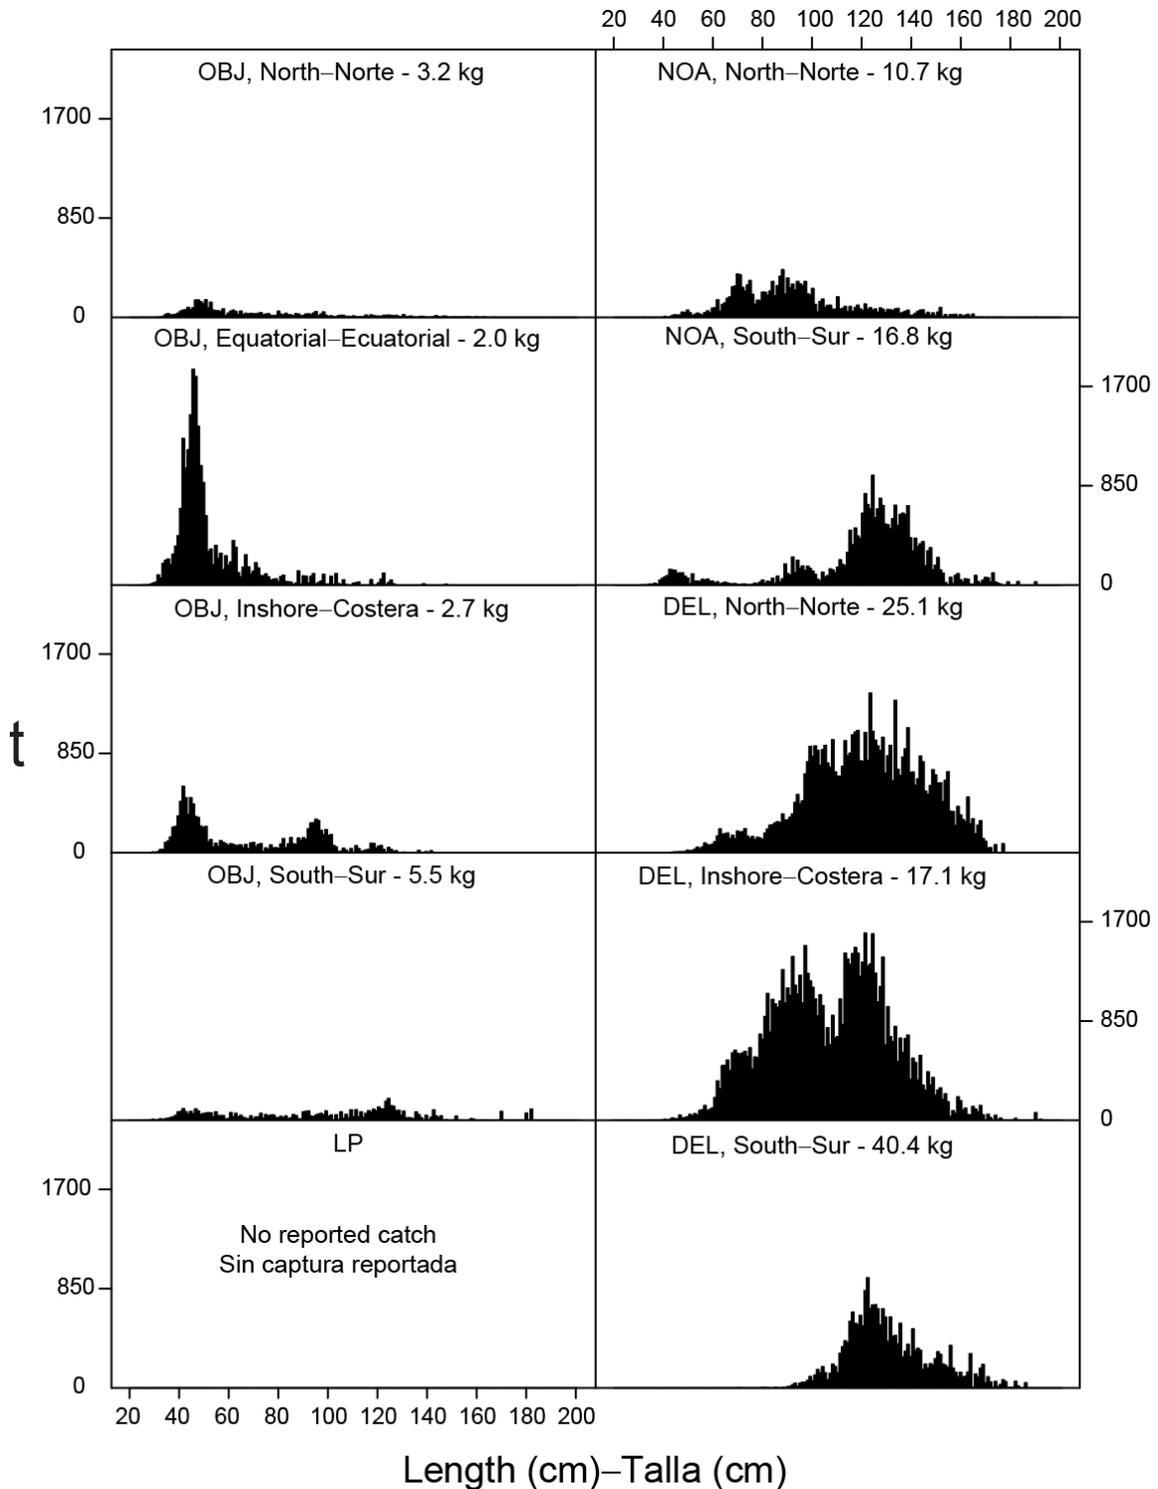 20 40 60 80 100 120 140 160 180 200
OBJ, North–Norte - 3.2 kg
NOA, North–Norte - 10.7 kg
1700
850
0
OBJ, Equatorial–Ecuatorial - 2.0 kg
NOA, South–Sur - 16.8 kg
1700
850
0
OBJ, Inshore–Costera - 2.7 kg
DEL, North–Norte - 25.1 kg
1700
850
0
t
OBJ, South–Sur - 5.5 kg
DEL, Inshore–Costera - 17.1 kg
1700
850
0
LP
DEL, South–Sur - 40.4 kg
1700
No reported catch
Sin captura reportada
850
0
20 40 60 80 100 120 140 160 180 200
Length (cm)–Talla (cm)